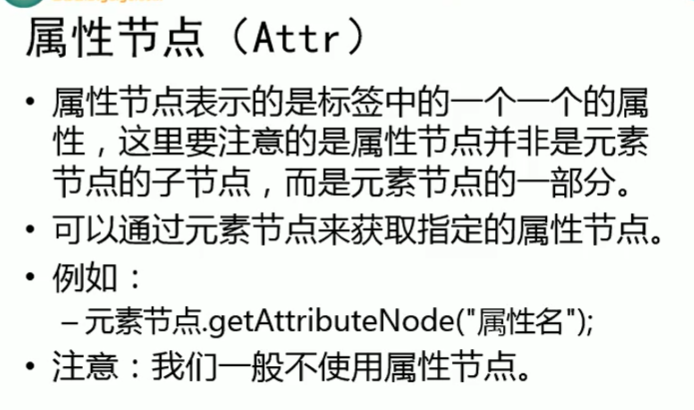 属性节点（Attr）
• 属性节点表示的是标签中的一个一个的属
性，这里要注意的是属性节点并非是元素
节点的子节点，而是元素节点的一部分。
• 可以通过元素节点来获取指定的属性节点。
• 例如：
– 元素节点.getAttributeNode("属性名");
• 注意：我们一般不使用属性节点。